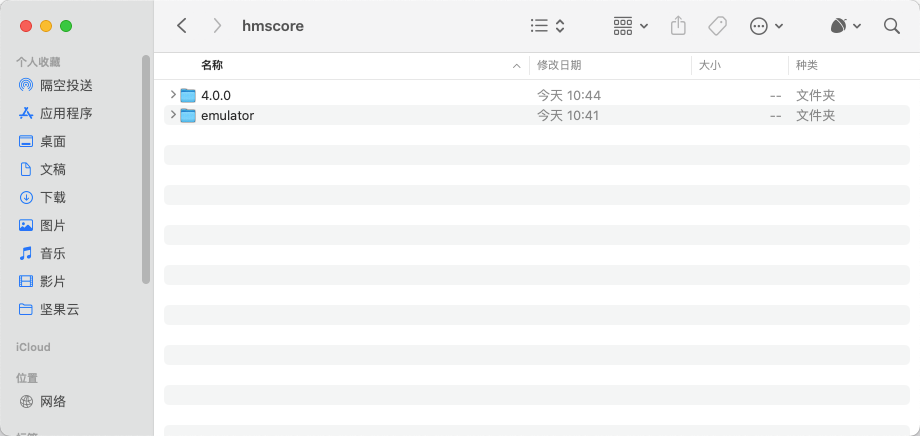 hmscore
个人收藏
隔空投送
应用程序
桌面
文稿
下载
图片
音乐
影片
坚果云
iCloud
位置
网络
名称 修改日期 大小 种类
4.0.0 今天 10:44 -- 文件夹
emulator 今天 10:41 -- 文件夹